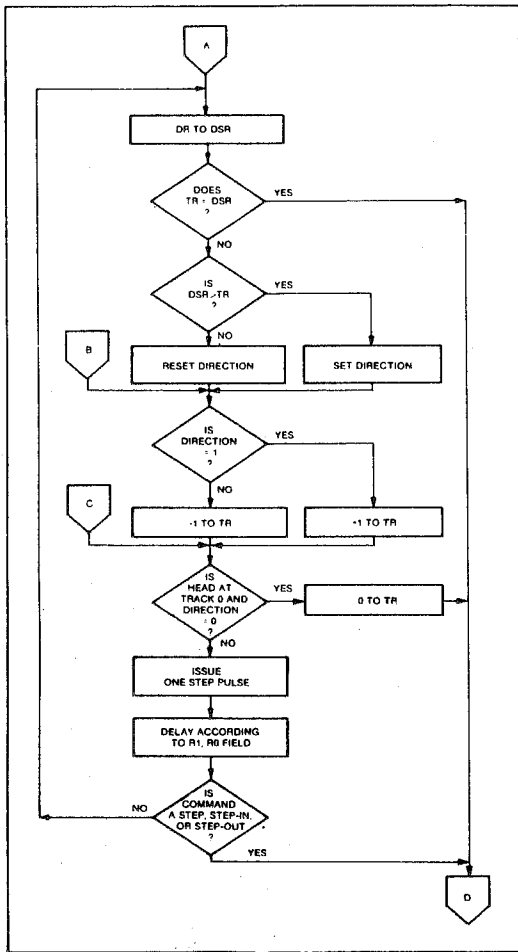 A
DR TO DSR
DOES
TR = DSR
?
YES
NO
IS
DSR>TR
?
YES
NO
B
RESET DIRECTION
SET DIRECTION
IS
DIRECTION
= 1
?
YES
NO
C
-1 TO TR
+1 TO TR
IS
HEAD AT
TRACK 0 AND
DIRECTION
= 0
?
YES
0 TO TR
NO
ISSUE
ONE STEP PULSE
DELAY ACCORDING
TO R1, R0 FIELD
IS
COMMAND
A STEP, STEP-IN,
OR STEP-OUT
?
NO
YES
D